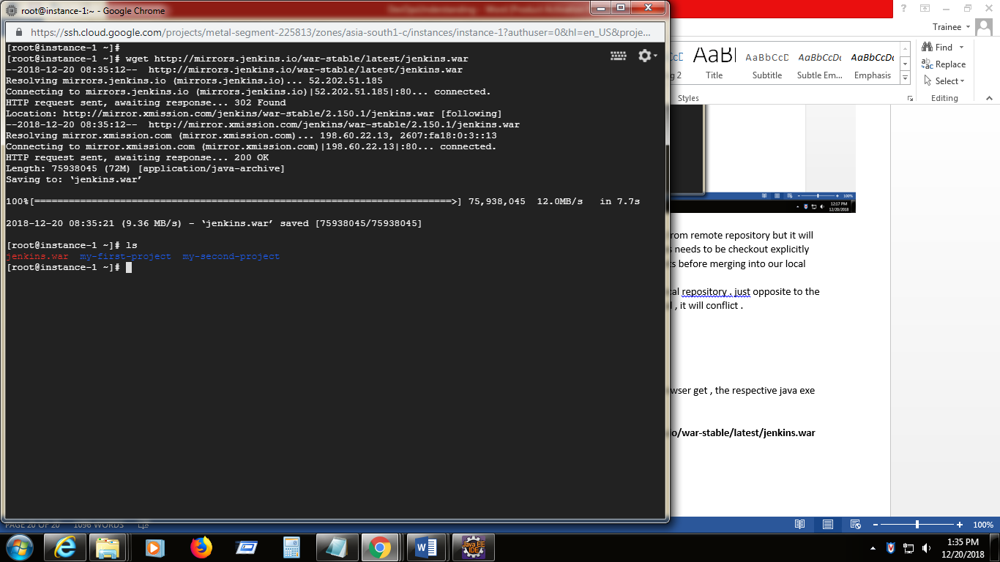 root@instance-1:~ - Google Chrome
https://ssh.cloud.google.com/projects/metal-segment-225813/zones/asia-south1-c/instances/instance-1?authuser=0&hl=en_US&proje...
[root@instance-1 ~]#
[root@instance-1 ~]# wget http://mirrors.jenkins.io/war-stable/latest/jenkins.war
--2018-12-20 08:35:12--  http://mirrors.jenkins.io/war-stable/latest/jenkins.war
Resolving mirrors.jenkins.io (mirrors.jenkins.io)... 52.202.51.185
Connecting to mirrors.jenkins.io (mirrors.jenkins.io)|52.202.51.185|:80... connected.
HTTP request sent, awaiting response... 302 Found
Location: http://mirror.xmission.com/jenkins/war-stable/2.150.1/jenkins.war [following]
--2018-12-20 08:35:12--  http://mirror.xmission.com/jenkins/war-stable/2.150.1/jenkins.war
Resolving mirror.xmission.com (mirror.xmission.com)... 198.60.22.13, 2607:fa18:0:3::13
Connecting to mirror.xmission.com (mirror.xmission.com)|198.60.22.13|:80... connected.
HTTP request sent, awaiting response... 200 OK
Length: 75938045 (72M) [application/java-archive]
Saving to: ‘jenkins.war’
100%[=========================================================================>] 75,938,045  12.0MB/s   in 7.7s
2018-12-20 08:35:21 (9.36 MB/s) - ‘jenkins.war’ saved [75938045/75938045]
[root@instance-1 ~]# ls
jenkins.war  my-first-project  my-second-project
[root@instance-1 ~]#
Trainee
AaBbCcDc AaBbCcDc AaBbCcDc
Title Subtitle Subtle Em... Emphasis
Styles
Find
Replace
Select
Editing
100%
12:17 PM
12/20/2018
rom remote repository but it will
needs to be checkout explicitly
before merging into our local
al repository . just opposite to the
, it will conflict .
wser get , the respective java exe
o/war-stable/latest/jenkins.war
PAGE 20 OF 20 1096 WORDS
100%
Java EE
IDE
1:35 PM
12/20/2018